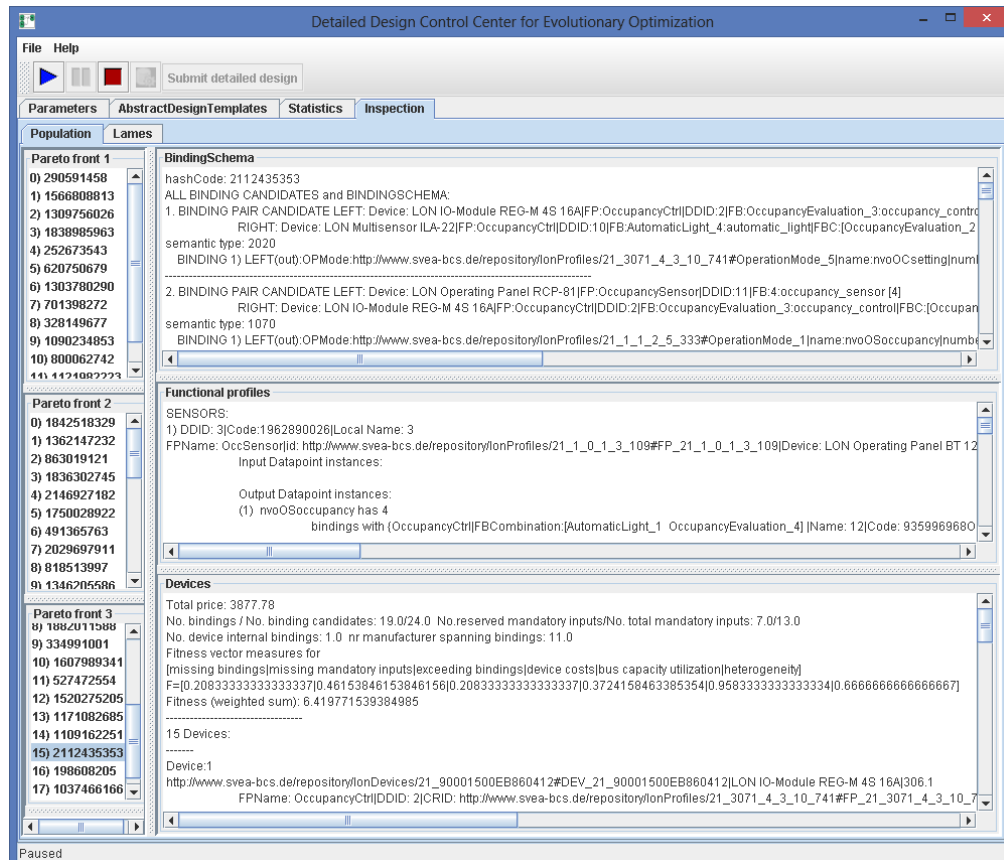 Detailed Design Control Center for Evolutionary Optimization
File Help
Submit detailed design
Parameters AbstractDesignTemplates Statistics Inspection
Population Lames
Pareto front 1
0) 290591458
1) 1566808813
2) 1309756026
3) 1838985963
4) 252673543
5) 620750679
6) 1303780290
7) 701398272
8) 328149677
9) 1090234853
10) 800062742
11) 1121982223
Pareto front 2
0) 1842518329
1) 1362147232
2) 863019121
3) 1836302745
4) 2146927182
5) 1750028922
6) 491365763
7) 2029697911
8) 818513997
9) 1346205586
Pareto front 3
8) 1882011588
9) 334991001
10) 1607989341
11) 527472554
12) 1520275205
13) 1171082685
14) 1109162251
15) 2112435353
16) 198608205
17) 1037466166
BindingSchema
hashCode: 2112435353
ALL BINDING CANDIDATES and BINDINGSCHEMA:
1. BINDING PAIR CANDIDATE LEFT: Device: LON IO-Module REG-M 4S 16A|FP:OccupancyCtrl|DDID:2|FB:OccupancyEvaluation_3:occupancy_contro
RIGHT: Device: LON Multisensor ILA-22|FP:OccupancyCtrl|DDID:10|FB:AutomaticLight_4:automatic_light|FBC:[OccupancyEvaluation_2
semantic type: 2020
BINDING 1) LEFT(out):OPMode:http://www.svea-bcs.de/repository/lonProfiles/21_3071_4_3_10_741#OperationMode_5|name:nvoOCsetting|numl
-----------------------------------------------------------------------------------------------------------
2. BINDING PAIR CANDIDATE LEFT: Device: LON Operating Panel RCP-81|FP:OccupancySensor|DDID:11|FB:4:occupancy_sensor [4]
RIGHT: Device: LON IO-Module REG-M 4S 16A|FP:OccupancyCtrl|DDID:2|FB:OccupancyEvaluation_3:occupancy_control|FBC:[Occupan
semantic type: 1070
BINDING 1) LEFT(out):OPMode:http://www.svea-bcs.de/repository/lonProfiles/21_1_1_2_5_333#OperationMode_1|name:nvoOSoccupancy|numbe
Functional profiles
SENSORS:
1) DDID: 3|Code:1962890026|Local Name: 3
FPName: OccSensor|id: http://www.svea-bcs.de/repository/lonProfiles/21_1_0_1_3_109#FP_21_1_0_1_3_109|Device: LON Operating Panel BT 12
Input Datapoint instances:
Output Datapoint instances:
(1) nvoOSoccupancy has 4
bindings with {OccupancyCtrl|FBCombination:[AutomaticLight_1 OccupancyEvaluation_4] |Name: 12|Code: 935996968O
Devices
Total price: 3877.78
No. bindings / No. binding candidates: 19.0/24.0 No.reserved mandatory inputs/No. total mandatory inputs: 7.0/13.0
No. device internal bindings: 1.0 nr manufacturer spanning bindings: 11.0
Fitness vector measures for
[missing bindings|missing mandatory inputs|exceeding bindings|device costs|bus capacity utilization|heterogeneity]
F=[0.20833333333333337|0.46153846153846156|0.20833333333333337|0.3724158463385354|0.9583333333333334|0.6666666666666667]
Fitness (weighted sum): 6.419771539384985
----------------------------------
15 Devices:
-------
Device:1
http://www.svea-bcs.de/repository/lonDevices/21_90001500EB860412#DEV_21_90001500EB860412|LON IO-Module REG-M 4S 16A|306.1
FPName: OccupancyCtrl|DDID: 2|CRID: http://www.svea-bcs.de/repository/lonProfiles/21_3071_4_3_10_741#FP_21_3071_4_3_10_7
Paused